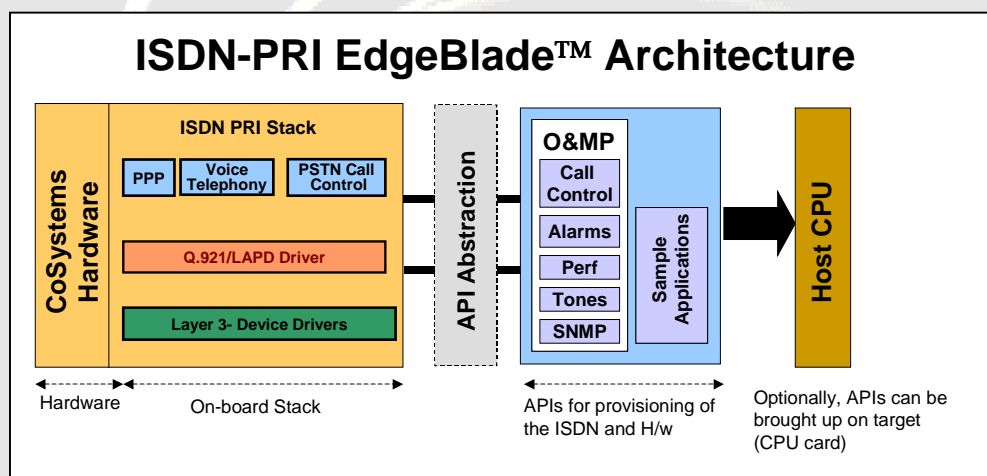 ISDN-PRI EdgeBlade™ Architecture
CoSystems
Hardware
ISDN PRI Stack
PPP
Voice
Telephony
PSTN Call
Control
Q.921/LAPD Driver
Layer 3- Device Drivers
API Abstraction
O&MP
Call
Control
Alarms
Perf
Tones
SNMP
Sample
Applications
Host CPU
Hardware
On-board Stack
APIs for provisioning of
the ISDN and H/w
Optionally, APIs can be
brought up on target
(CPU card)